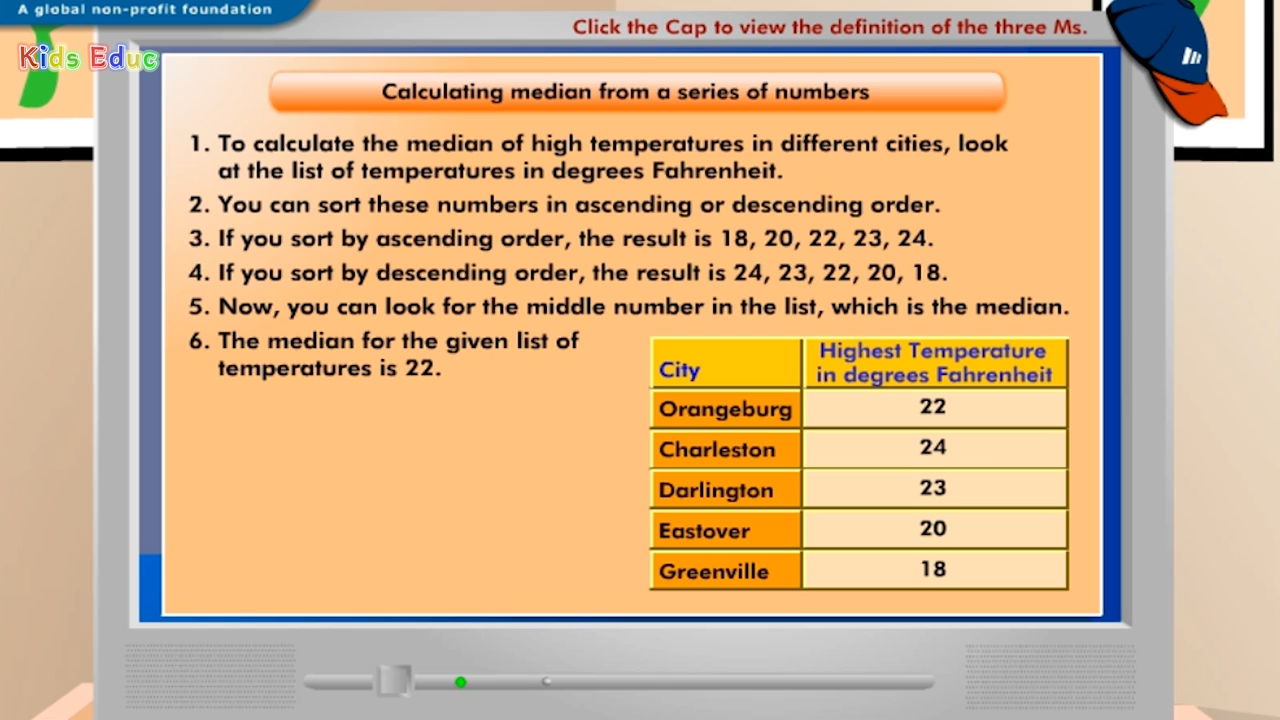 A global non-profit foundation
Click the Cap to view the definition of the three Ms.
Kids Educ
Calculating median from a series of numbers
1. To calculate the median of high temperatures in different cities, look
at the list of temperatures in degrees Fahrenheit.
2. You can sort these numbers in ascending or descending order.
3. If you sort by ascending order, the result is 18, 20, 22, 23, 24.
4. If you sort by descending order, the result is 24, 23, 22, 20, 18.
5. Now, you can look for the middle number in the list, which is the median.
6. The median for the given list of
temperatures is 22.
City Highest Temperature
in degrees Fahrenheit
Orangeburg 22
Charleston 24
Darlington 23
Eastover 20
Greenville 18